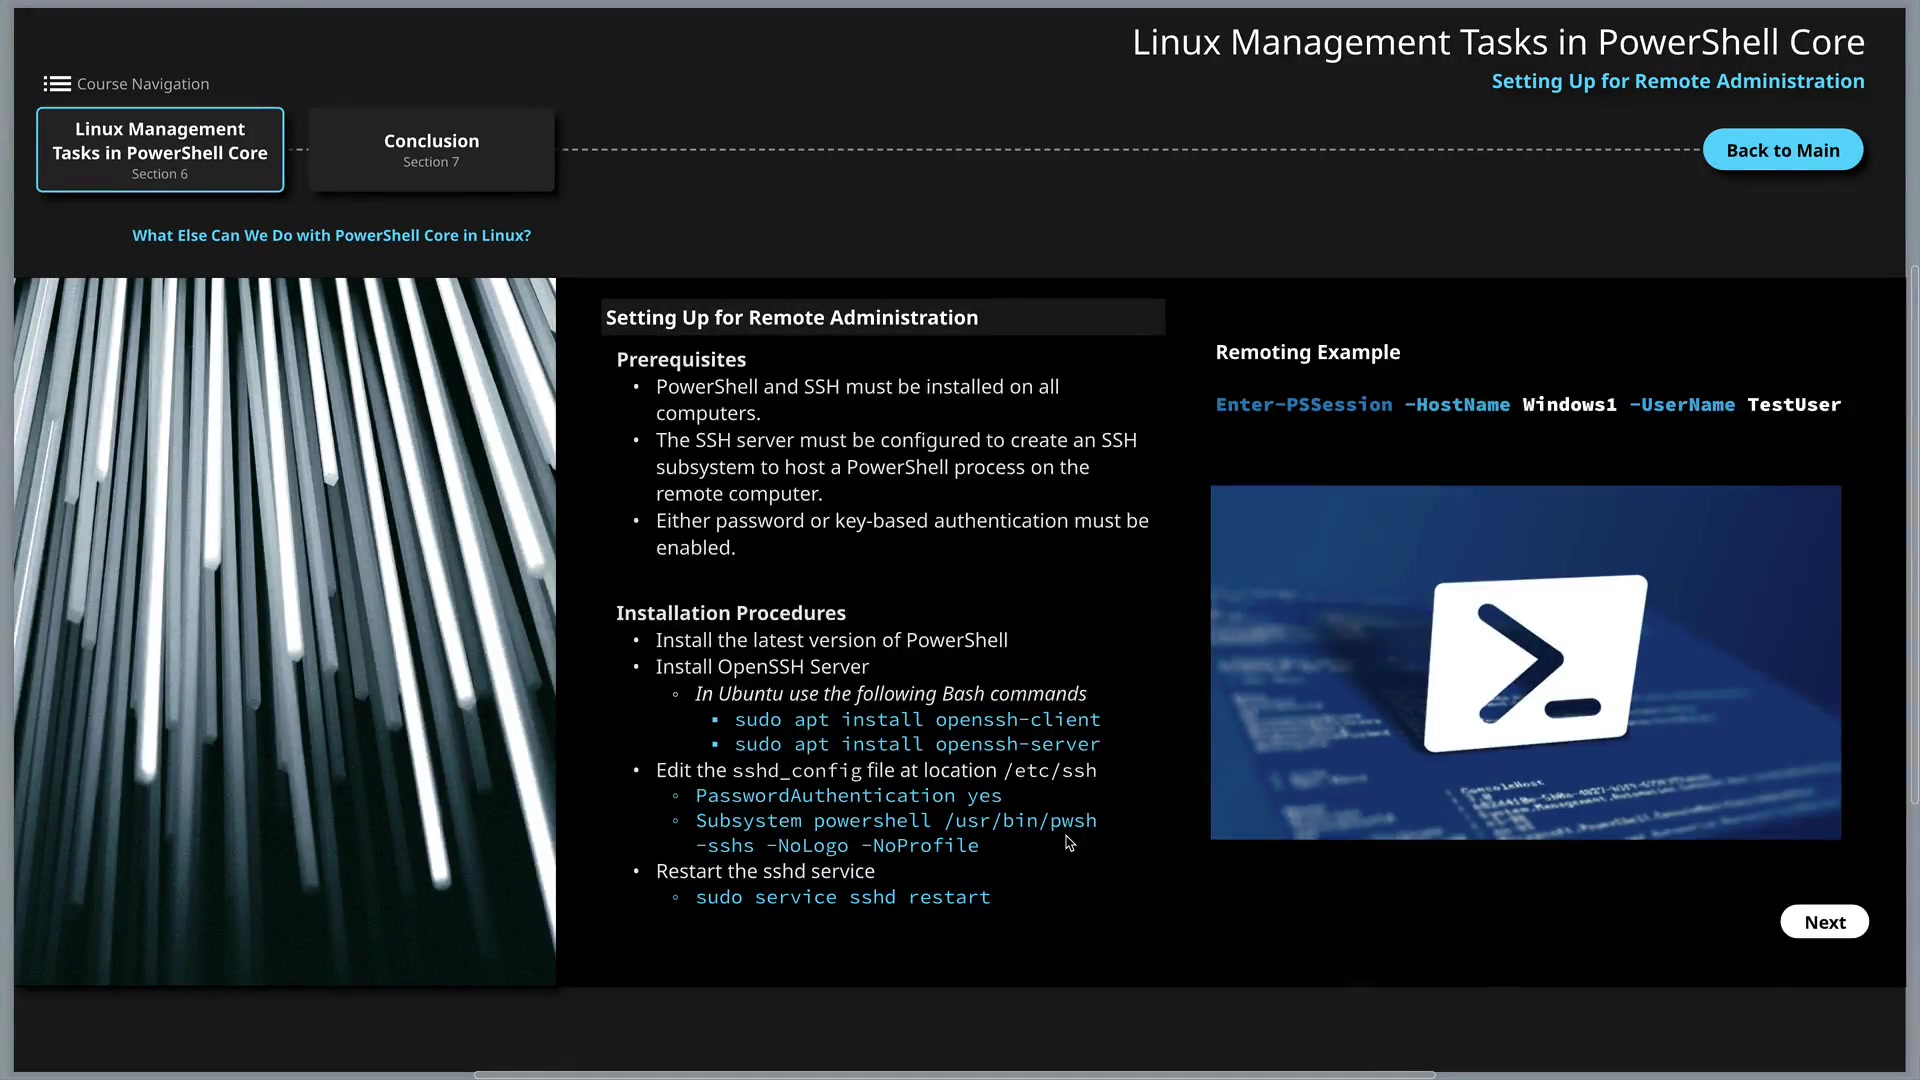 Linux Management Tasks in PowerShell Core
Setting Up for Remote Administration
Course Navigation
Linux Management
Tasks in PowerShell Core
Section 6
Conclusion
Section 7
Back to Main
What Else Can We Do with PowerShell Core in Linux?
Setting Up for Remote Administration
Prerequisites
• PowerShell and SSH must be installed on all
computers.
• The SSH server must be configured to create an SSH
subsystem to host a PowerShell process on the
remote computer.
• Either password or key-based authentication must be
enabled.
Installation Procedures
• Install the latest version of PowerShell
• Install OpenSSH Server
◦ In Ubuntu use the following Bash commands
▪ sudo apt install openssh-client
▪ sudo apt install openssh-server
• Edit the sshd_config file at location /etc/ssh
◦ PasswordAuthentication yes
◦ Subsystem powershell /usr/bin/pwsh
-sshs -NoLogo -NoProfile
• Restart the sshd service
◦ sudo service sshd restart
Remoting Example
Enter-PSSession -HostName Windows1 -UserName TestUser
ConsoleHost
Next